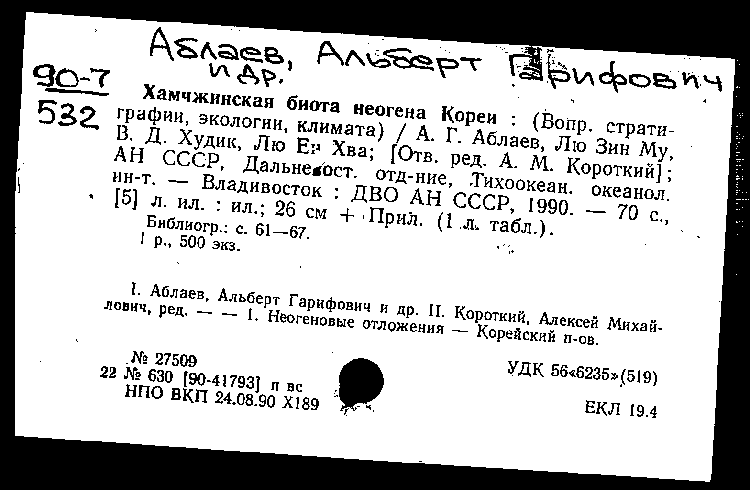 Аблаев, Альберт Гарифович
и др.
90-7
532
Хамчжинская биота неогена Кореи : (Вопр. страти-
графии, экологии, климата) / А. Г. Аблаев, Лю Зин Му,
В. Д. Худик, Лю Ен Хва; [Отв. ред. А. М. Короткий];
АН СССР, Дальневост. отд-ние, Тихоокеан. океанол.
ин-т. — Владивосток : ДВО АН СССР, 1990. — 70 с.,
[5] л. ил. : ил.; 26 см + Прил. (1 л. табл.).
Библиогр.: с. 61—67.
1 р., 500 экз.
I. Аблаев, Альберт Гарифович и др. II. Короткий, Алексей Михай-
лович, ред. — — 1. Неогеновые отложения — Корейский п-ов.
№ 27509
УДК 56«6235»(519)
22 № 630 [90-41793] п вс
НПО ВКП 24.08.90 Х189
ЕКЛ 19.4